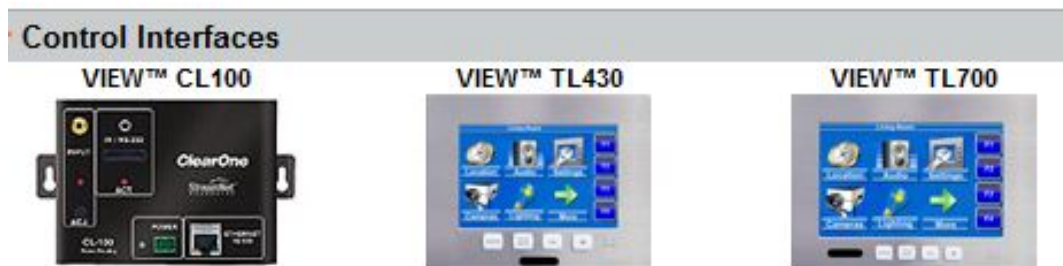 Control Interfaces
VIEW™ CL100
VIEW™ TL430
VIEW™ TL700
INPUT
IR / RS-232
ClearOne
StreamNet
ACT
ACT
POWER
ETHERNET
CL-100
Location Audio Settings
Cameras Lighting More
Location Audio Settings
Cameras Lighting More